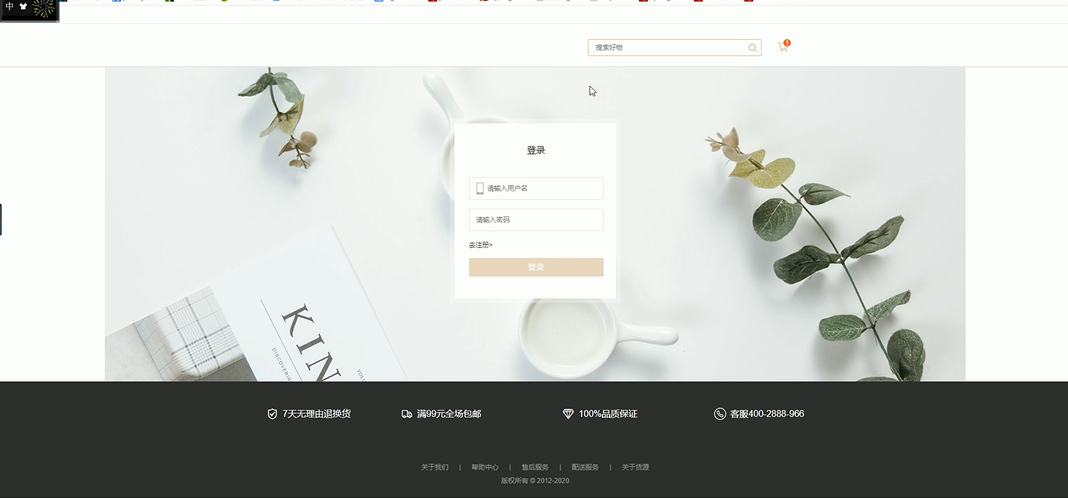 中
搜索好物
1
登录
请输入用户名
请输入密码
去注册>
登录
KIN
7天无理由退换货
满99元全场包邮
100%品质保证
客服400-2888-966
关于我们 | 帮助中心 | 售后服务 | 配送服务 | 关于货源
版权所有 © 2012-2020